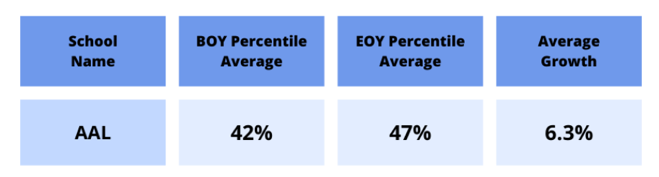 School
Name
BOY Percentile
Average
EOY Percentile
Average
Average
Growth
AAL
42%
47%
6.3%